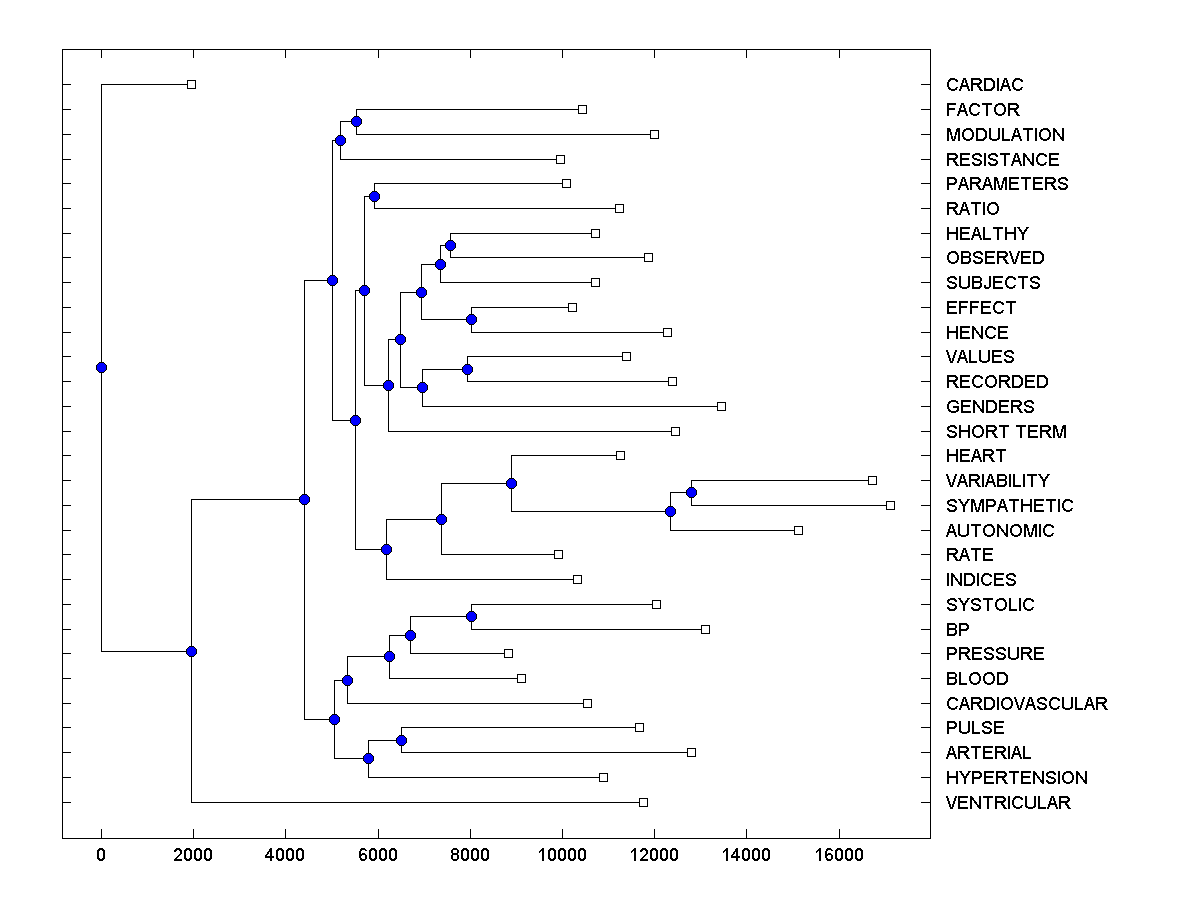 CARDIAC
FACTOR
MODULATION
RESISTANCE
PARAMETERS
RATIO
HEALTHY
OBSERVED
SUBJECTS
EFFECT
HENCE
VALUES
RECORDED
GENDERS
SHORT TERM
HEART
VARIABILITY
SYMPATHETIC
AUTONOMIC
RATE
INDICES
SYSTOLIC
BP
PRESSURE
BLOOD
CARDIOVASCULAR
PULSE
ARTERIAL
HYPERTENSION
VENTRICULAR
0 2000 4000 6000 8000 10000 12000 14000 16000